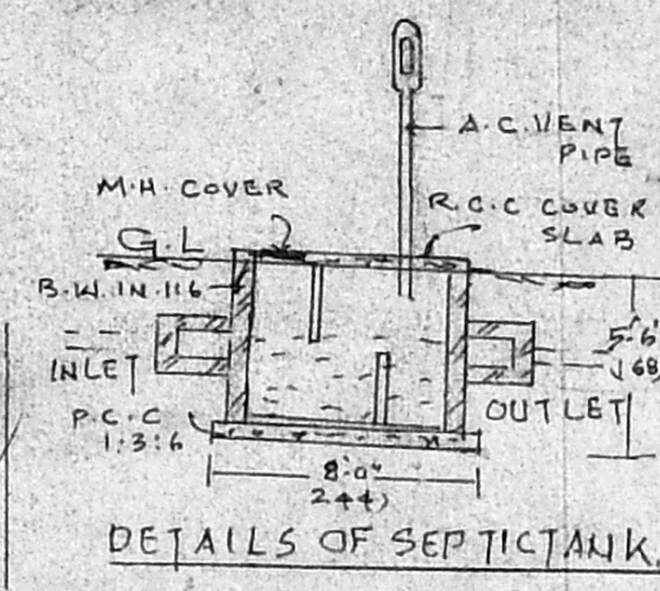 A.C. VENT
PIPE
M.H. COVER
R.C.C COVER
SLAB
G.L
B.W. IN 1:6
INLET
OUTLET
P.C.C
1:3:6
5'-6"
8'-0"
244)
DETAILS OF SEPTICTANK.